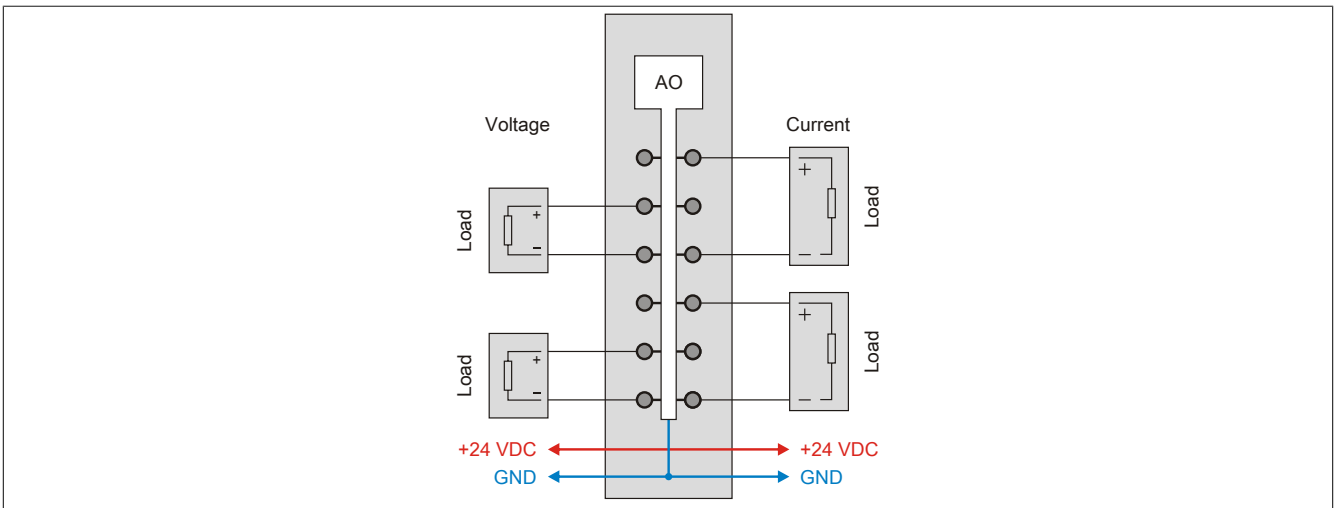 AO
Voltage
Current
+
Load
+
Load
−
−
+
Load
+
Load
−
−
+24 VDC
+24 VDC
GND
GND